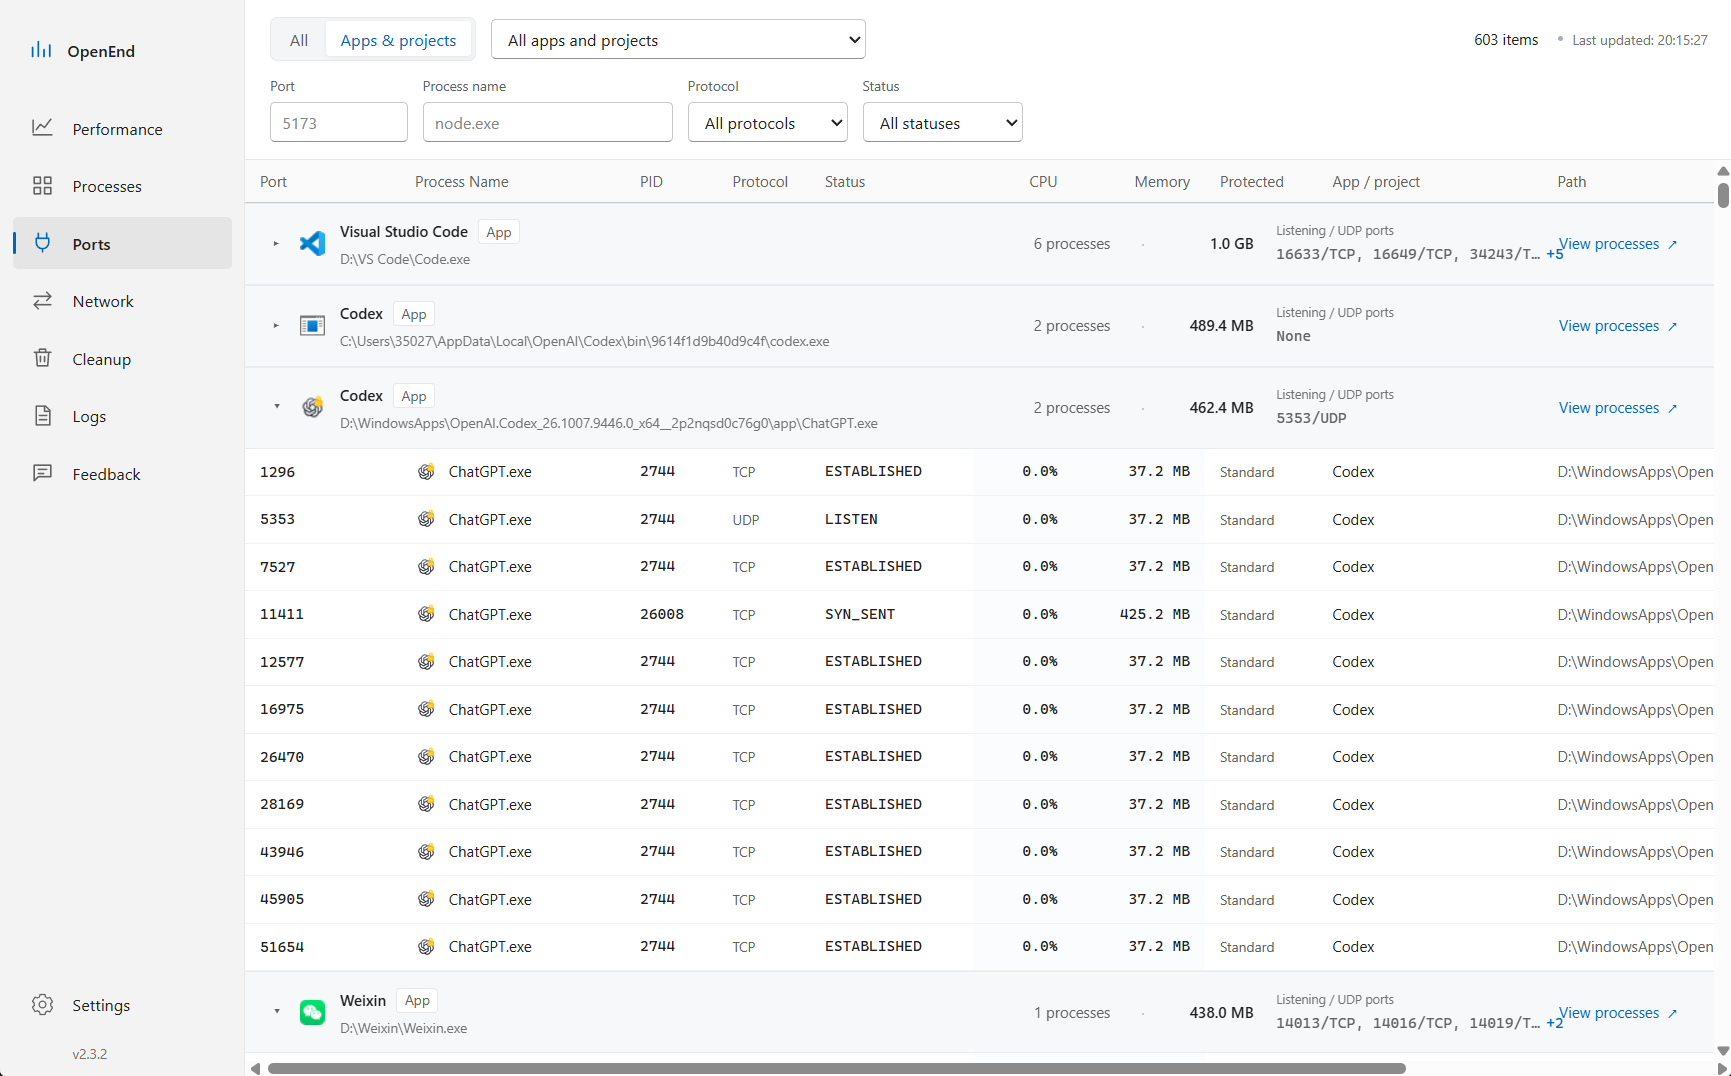 OpenEnd
Performance
Processes
Ports
Network
Cleanup
Logs
Feedback
Settings
v2.3.2
All Apps & projects All apps and projects 603 items Last updated: 20:15:27
Port Process name Protocol Status
5173 node.exe All protocols All statuses
Port Process Name PID Protocol Status CPU Memory Protected App / project Path
Visual Studio Code App
D:\VS Code\Code.exe
6 processes · 1.0 GB
Listening / UDP ports
16633/TCP, 16649/TCP, 34243/T… +5
View processes ↗
Codex App
C:\Users\35027\AppData\Local\OpenAI\Codex\bin\9614f1d9b40d9c4f\codex.exe
2 processes · 489.4 MB
Listening / UDP ports
None
View processes ↗
Codex App
D:\WindowsApps\OpenAI.Codex_26.1007.9446.0_x64__2p2nqsd0c76g0\app\ChatGPT.exe
2 processes · 462.4 MB
Listening / UDP ports
5353/UDP
View processes ↗
1296 ChatGPT.exe 2744 TCP ESTABLISHED 0.0% 37.2 MB Standard Codex D:\WindowsApps\Open
5353 ChatGPT.exe 2744 UDP LISTEN 0.0% 37.2 MB Standard Codex D:\WindowsApps\Open
7527 ChatGPT.exe 2744 TCP ESTABLISHED 0.0% 37.2 MB Standard Codex D:\WindowsApps\Open
11411 ChatGPT.exe 26008 TCP SYN_SENT 0.0% 425.2 MB Standard Codex D:\WindowsApps\Open
12577 ChatGPT.exe 2744 TCP ESTABLISHED 0.0% 37.2 MB Standard Codex D:\WindowsApps\Open
16975 ChatGPT.exe 2744 TCP ESTABLISHED 0.0% 37.2 MB Standard Codex D:\WindowsApps\Open
26470 ChatGPT.exe 2744 TCP ESTABLISHED 0.0% 37.2 MB Standard Codex D:\WindowsApps\Open
28169 ChatGPT.exe 2744 TCP ESTABLISHED 0.0% 37.2 MB Standard Codex D:\WindowsApps\Open
43946 ChatGPT.exe 2744 TCP ESTABLISHED 0.0% 37.2 MB Standard Codex D:\WindowsApps\Open
45905 ChatGPT.exe 2744 TCP ESTABLISHED 0.0% 37.2 MB Standard Codex D:\WindowsApps\Open
51654 ChatGPT.exe 2744 TCP ESTABLISHED 0.0% 37.2 MB Standard Codex D:\WindowsApps\Open
Weixin App
D:\Weixin\Weixin.exe
1 processes · 438.0 MB
Listening / UDP ports
14013/TCP, 14016/TCP, 14019/T… +2
View processes ↗